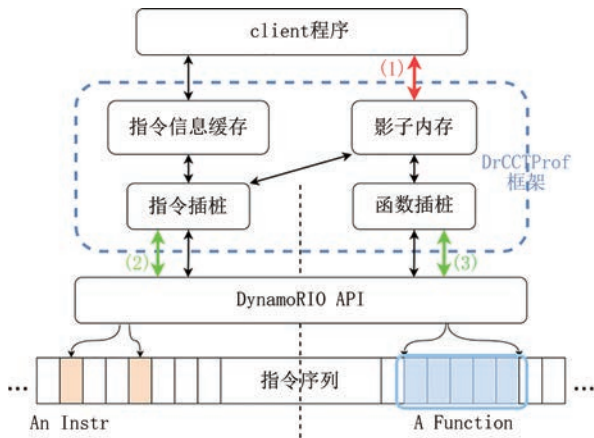 client程序
(1)
指令信息缓存
影子内存
DrCCTProf
框架
指令插桩
函数插桩
(2)
(3)
DynamoRIO API
...
指令序列
...
An Instr
A Function